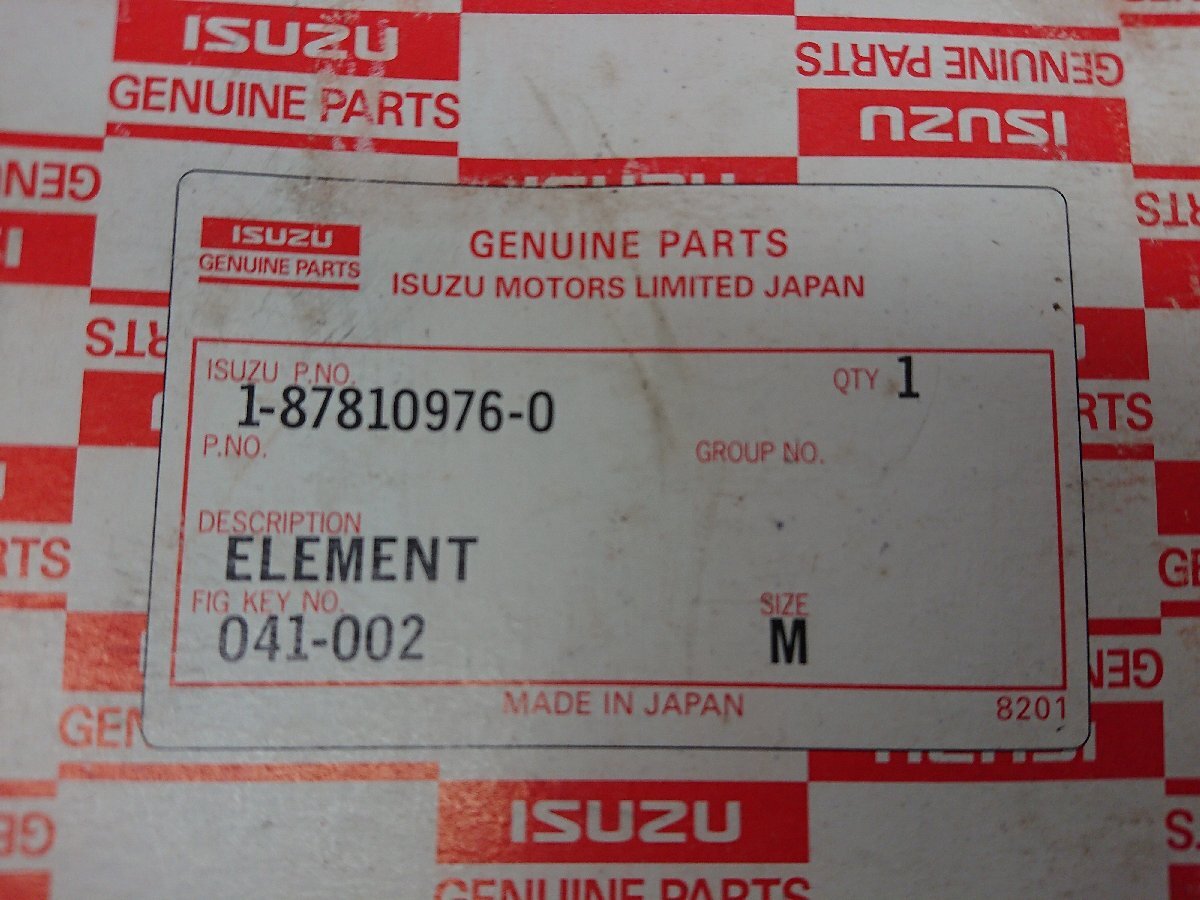 ISUZU
GENUINE PARTS
GENUINE PARTS
ISUZU
ISUZU
GENUINE PARTS
GENUINE PARTS
ISUZU MOTORS LIMITED JAPAN
ISUZU P.NO.
1-87810976-0
QTY 1
P.NO.
GROUP NO.
DESCRIPTION
ELEMENT
FIG KEY NO.
041-002
SIZE
M
MADE IN JAPAN
8201
ISUZU
GENUINE PARTS